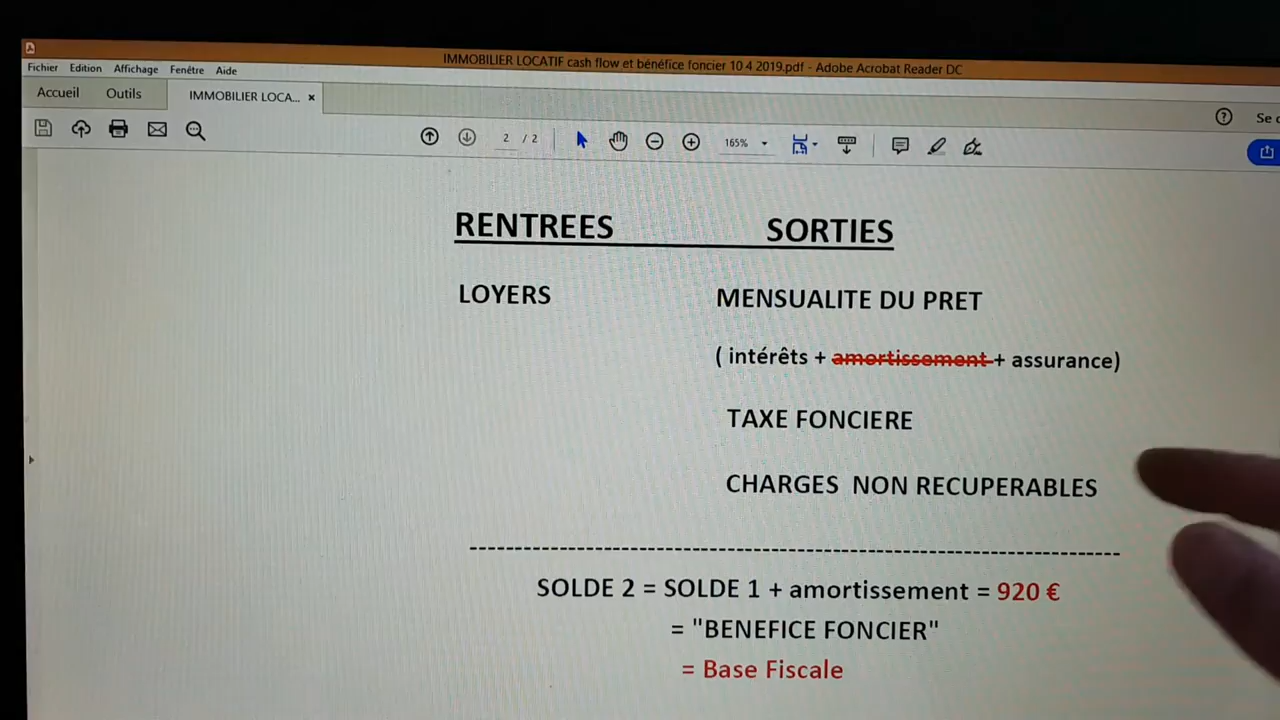 IMMOBILIER LOCATIF cash flow et bénéfice foncier 10 4 2019.pdf - Adobe Acrobat Reader DC
Fichier Edition Affichage Fenêtre Aide
Accueil Outils IMMOBILIER LOCA... ×
? Se c
2 / 2 165%
RENTREES SORTIES
LOYERS MENSUALITE DU PRET
( intérêts + amortissement + assurance)
TAXE FONCIERE
CHARGES NON RECUPERABLES
SOLDE 2 = SOLDE 1 + amortissement = 920 €
= "BENEFICE FONCIER"
= Base Fiscale